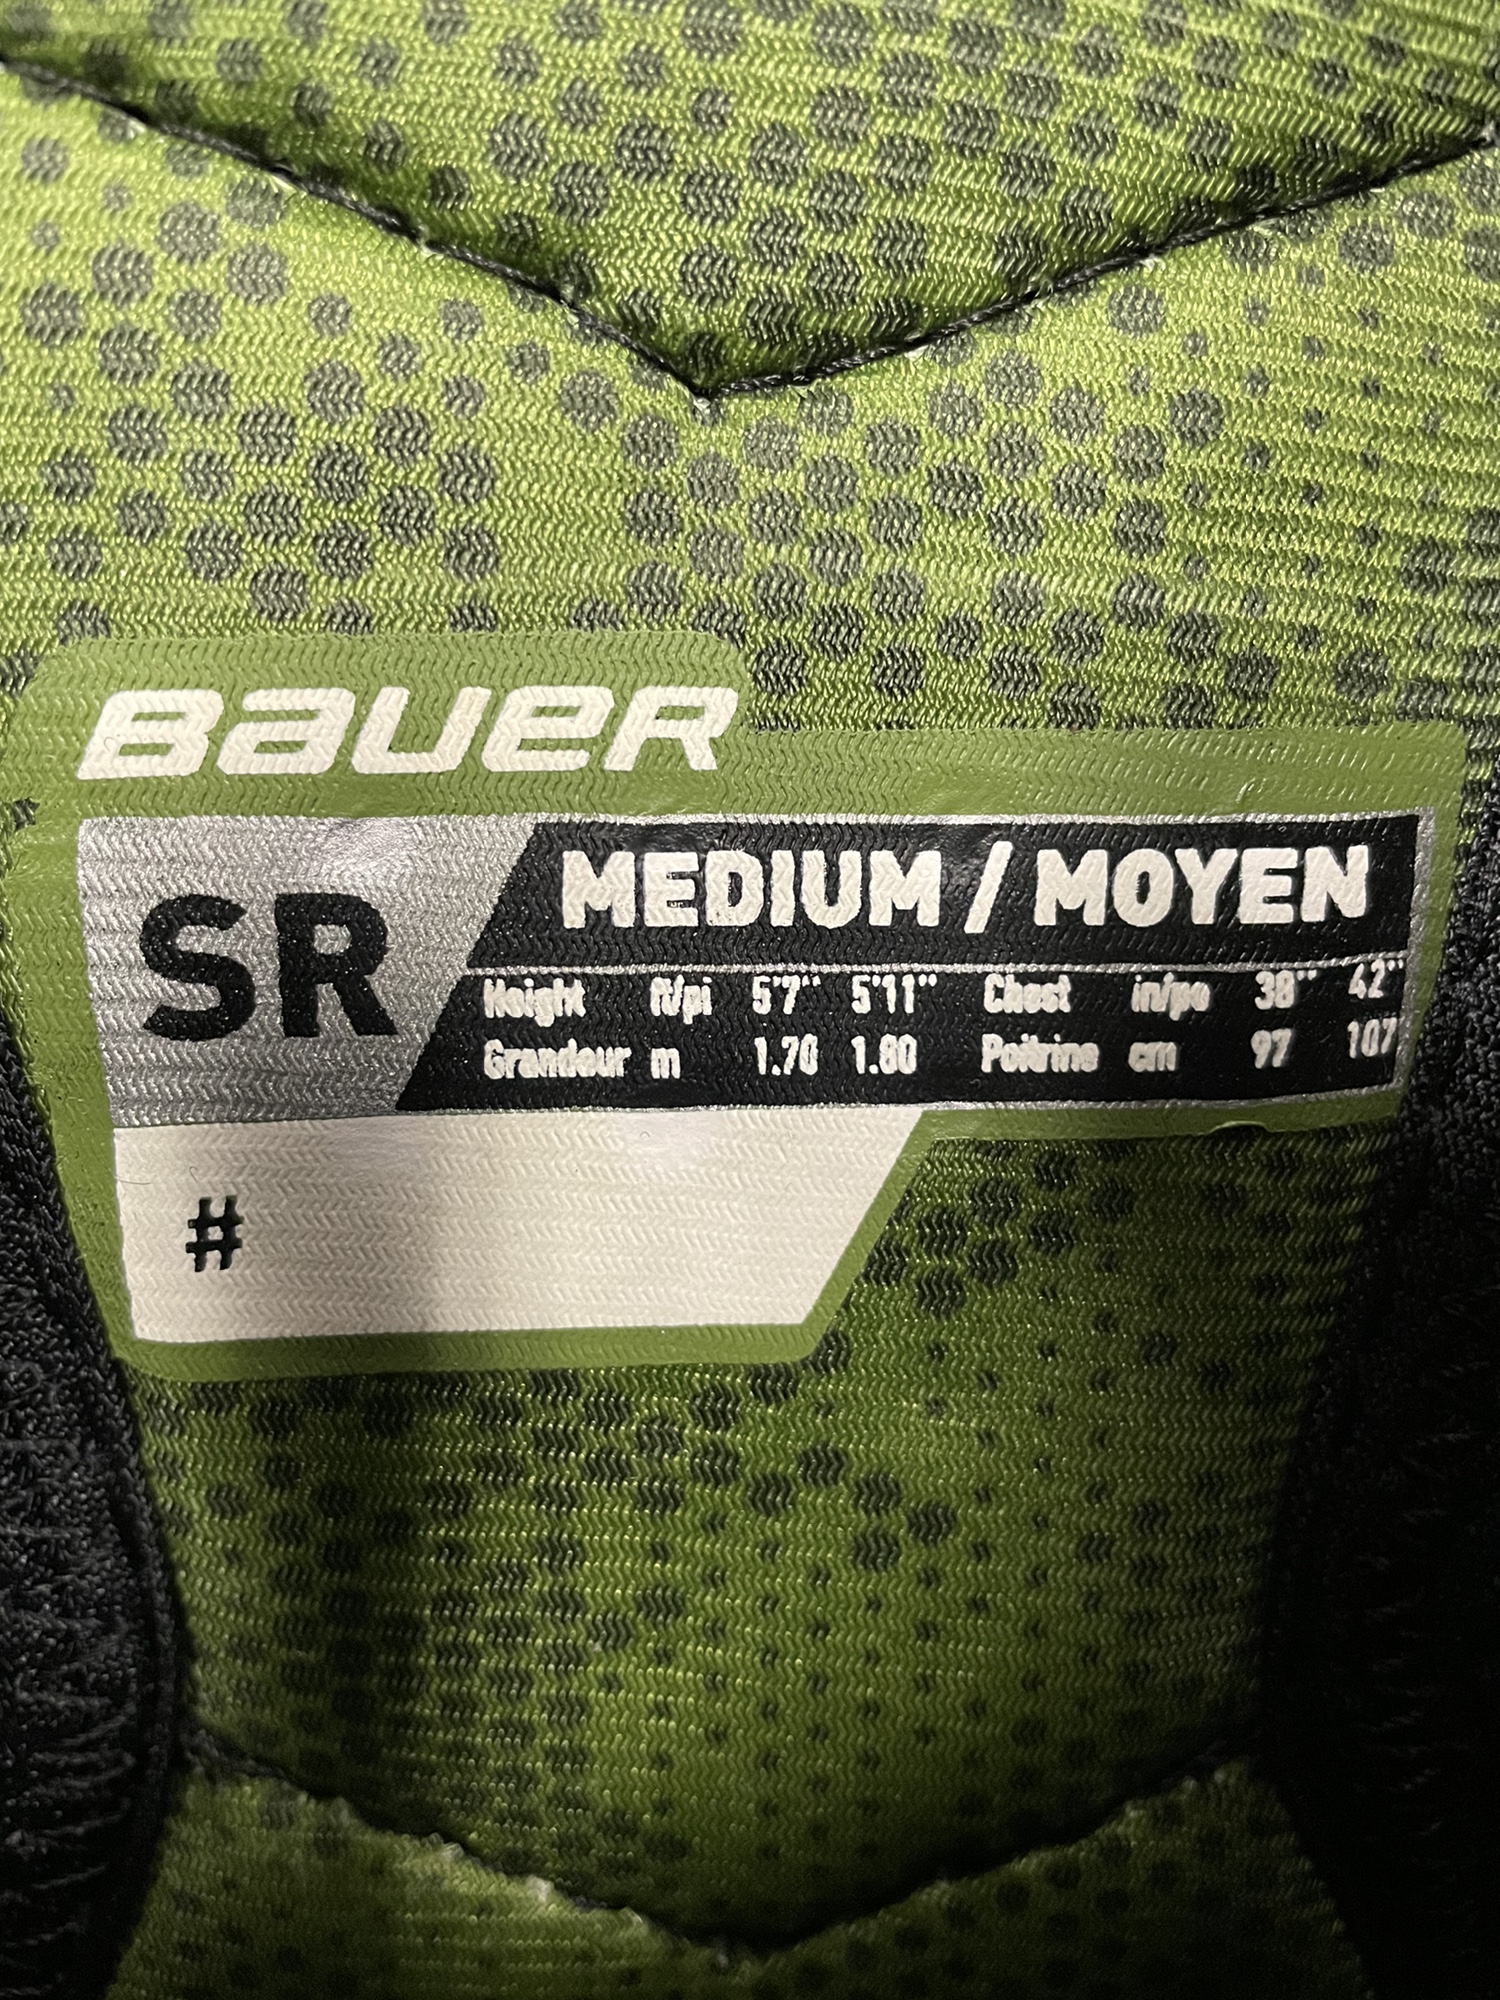 BAUER
SR
MEDIUM / MOYEN
Height ft/pi 5'7'' 5'11'' Chest in/po 38'' 42''
Grandeur m 1.70 1.80 Poitrine cm 97 107
#